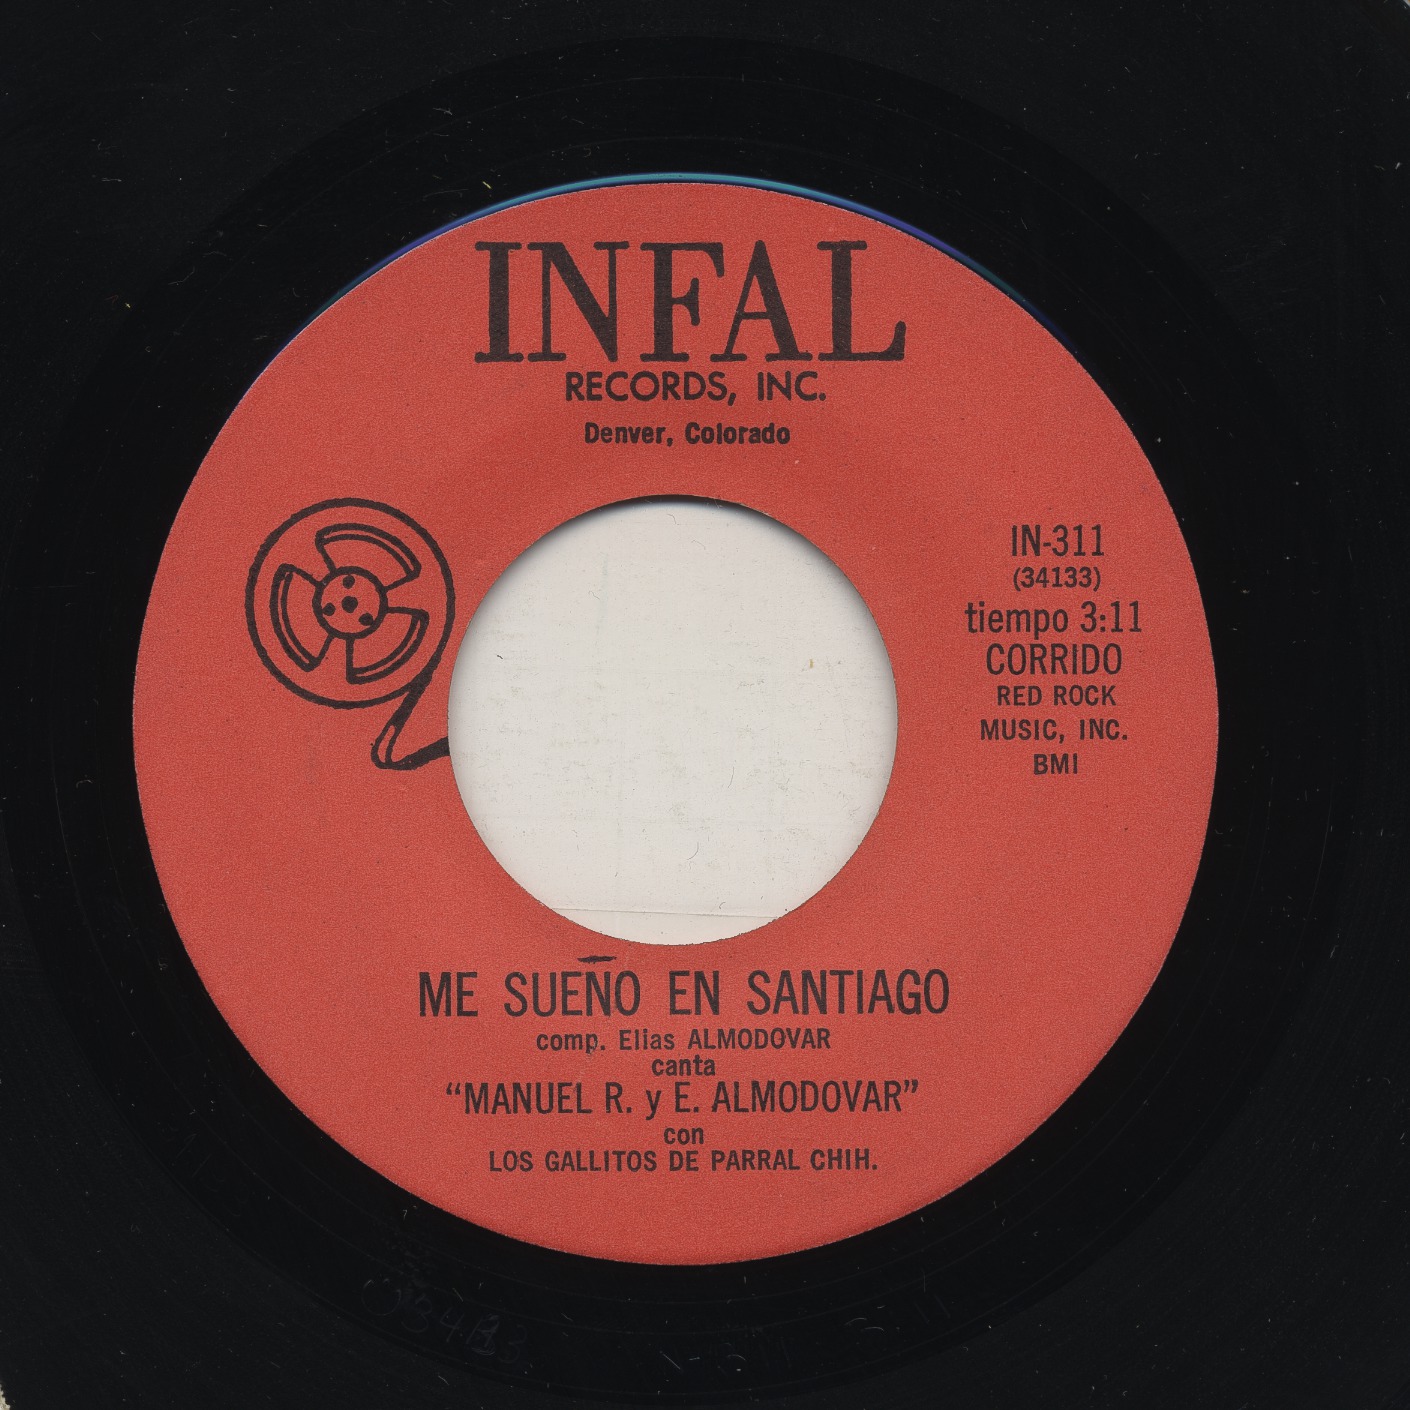 INFAL
RECORDS, INC.
Denver, Colorado
IN-311
(34133)
tiempo 3:11
CORRIDO
RED ROCK
MUSIC, INC.
BMI
ME SUEÑO EN SANTIAGO
comp. Elias ALMODOVAR
canta
“MANUEL R. y E. ALMODOVAR”
con
LOS GALLITOS DE PARRAL CHIH.